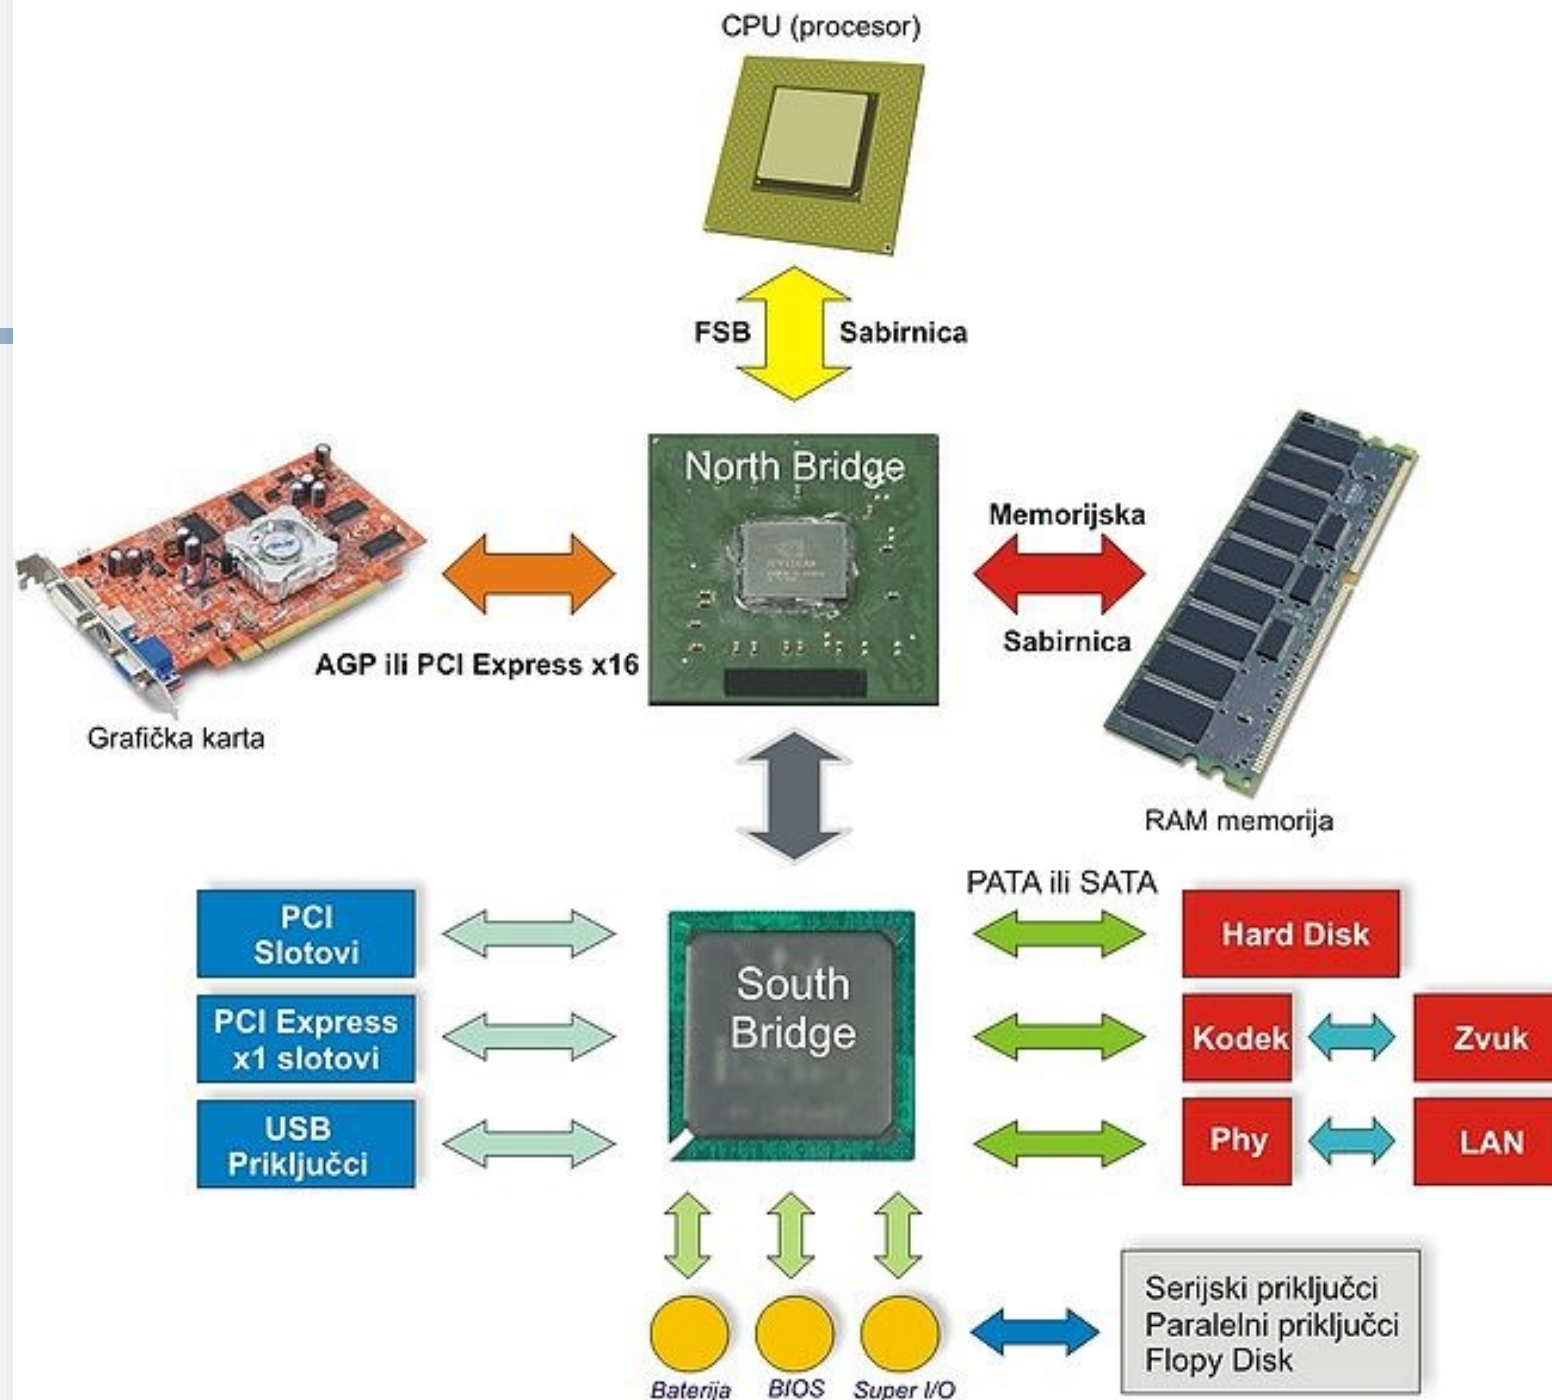 CPU (procesor)
FSB
Sabirnica
North Bridge
Memorijska
Sabirnica
AGP ili PCI Express x16
Grafička karta
RAM memorija
PATA ili SATA
PCI
Slotovi
South
Bridge
Hard Disk
PCI Express
x1 slotovi
Kodek
Zvuk
USB
Priključci
Phy
LAN
Serijski priključci
Paralelni priključci
Flopy Disk
Baterija
BIOS
Super I/O